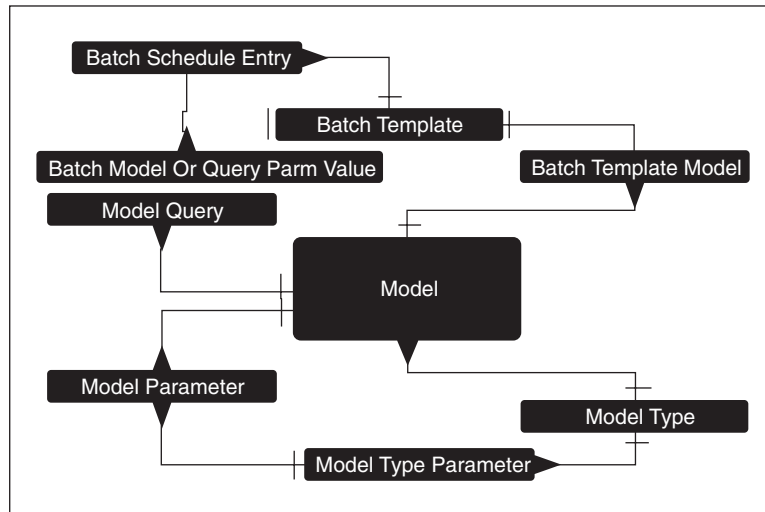 Batch Schedule Entry
Batch Template
Batch Model Or Query Parm Value
Batch Template Model
Model Query
Model
Model Parameter
Model Type
Model Type Parameter